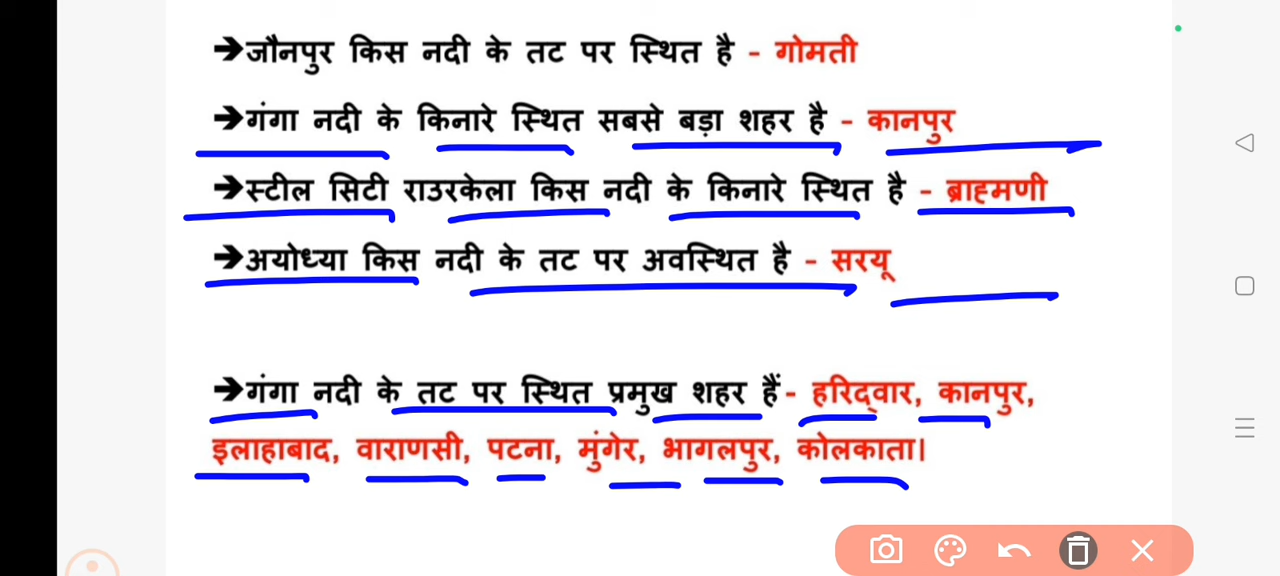 ➔जौनपुर किस नदी के तट पर स्थित है - गोमती
➔गंगा नदी के किनारे स्थित सबसे बड़ा शहर है - कानपुर
➔स्टील सिटी राउरकेला किस नदी के किनारे स्थित है - ब्राह्मणी
➔अयोध्या किस नदी के तट पर अवस्थित है - सरयू
➔गंगा नदी के तट पर स्थित प्रमुख शहर हैं- हरिद्वार, कानपुर,
इलाहाबाद, वाराणसी, पटना, मुंगेर, भागलपुर, कोलकाता।